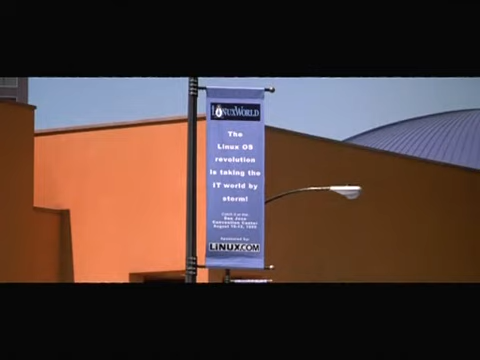 LINUXWORLD
The
Linux OS
revolution
is taking the
IT world by
storm!
San Jose
Convention Center
Sponsored by:
LINUX.COM